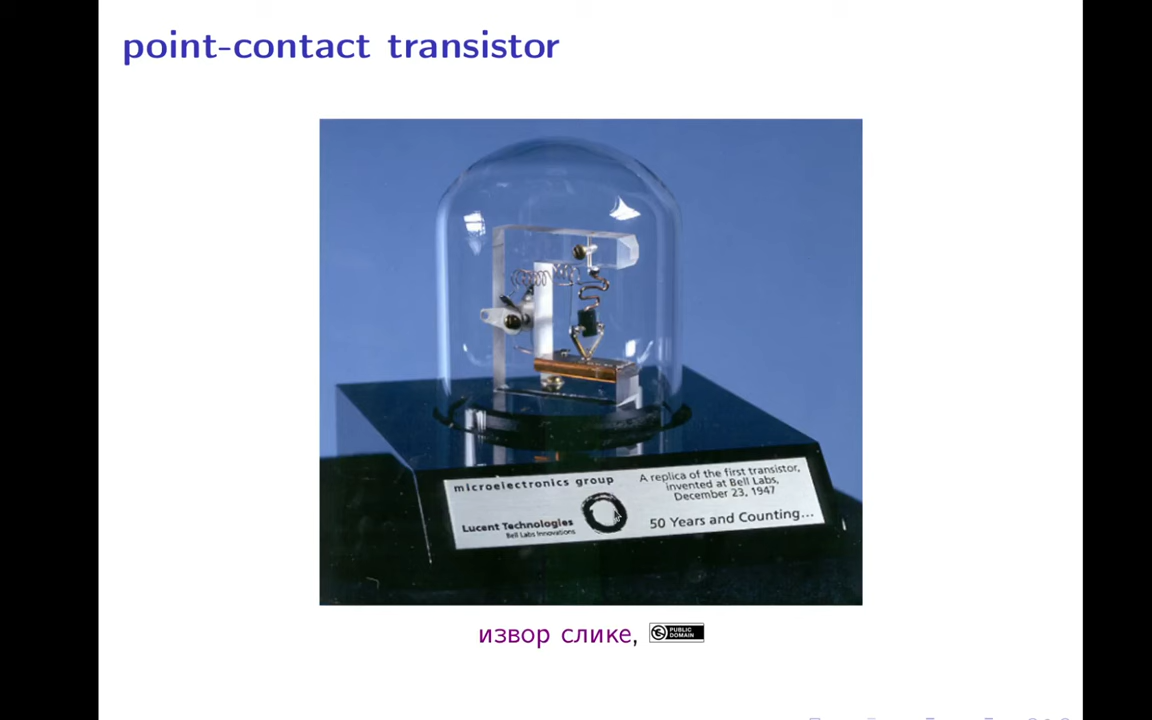 point-contact transistor
microelectronics group
A replica of the first transistor,
invented at Bell Labs,
December 23, 1947
Lucent Technologies
Bell Labs Innovations
50 Years and Counting...
извор слике, PUBLIC DOMAIN